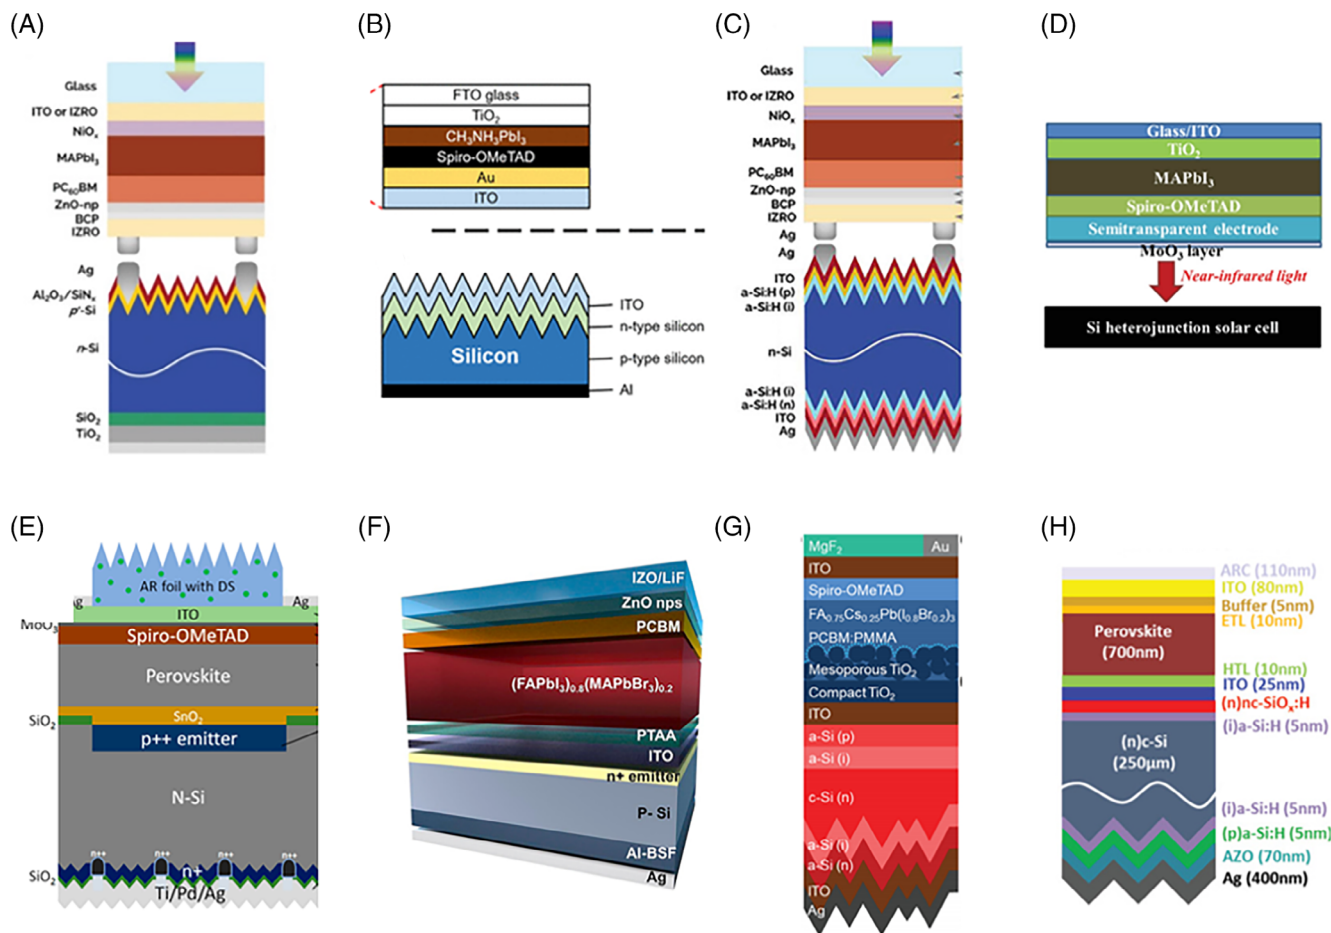 (A)
Glass
ITO or IZRO
NiOₓ
MAPbI₃
PC₆₀BM
ZnO-np
BCP
IZRO
Ag
Al₂O₃/SiNₓ
p⁺-Si
n-Si
SiO₂
TiO₂
(B)
FTO glass
TiO₂
CH₃NH₃PbI₃
Spiro-OMeTAD
Au
ITO
ITO
n-type silicon
Silicon
p-type silicon
Al
(C)
Glass
ITO or IZRO
NiOₓ
MAPbI₃
PC₆₀BM
ZnO-np
BCP
IZRO
Ag
Ag
ITO
a-Si:H (p)
a-Si:H (i)
n-Si
a-Si:H (i)
a-Si:H (n)
ITO
Ag
(D)
Glass/ITO
TiO₂
MAPbI₃
Spiro-OMeTAD
Semitransparent electrode
MoO₃ layer
Near-infrared light
Si heterojunction solar cell
(E)
AR foil with DS
Ag
Ag
ITO
MoO₃
Spiro-OMeTAD
Perovskite
SnO₂
SiO₂
p++ emitter
N-Si
n++ n++ n++ n++
n+
SiO₂
Ti/Pd/Ag
(F)
IZO/LiF
ZnO nps
PCBM
(FAPbI₃)₀.₈(MAPbBr₃)₀.₂
PTAA
ITO
n+ emitter
P- Si
Al-BSF
Ag
(G)
MgF₂ Au
ITO
Spiro-OMeTAD
FA₀.₇₅Cs₀.₂₅Pb(I₀.₈Br₀.₂)₃
PCBM:PMMA
Mesoporous TiO₂
Compact TiO₂
ITO
a-Si (p)
a-Si (i)
c-Si (n)
a-Si (i)
a-Si (n)
ITO
Ag
(H)
ARC (110nm)
ITO (80nm)
Buffer (5nm)
ETL (10nm)
Perovskite
(700nm)
HTL (10nm)
ITO (25nm)
(n)nc-SiOₓ:H
(i)a-Si:H (5nm)
(n)c-Si
(250μm)
(i)a-Si:H (5nm)
(p)a-Si:H (5nm)
AZO (70nm)
Ag (400nm)